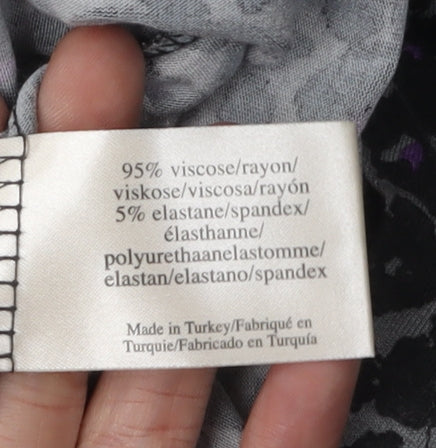 95% viscose/rayon/
viskose/viscosa/rayón
5% elastane/spandex/
élasthanne/
polyurethaanelastomme/
elastan/elastano/spandex
Made in Turkey/Fabriqué en
Turquie/Fabricado en Turquía